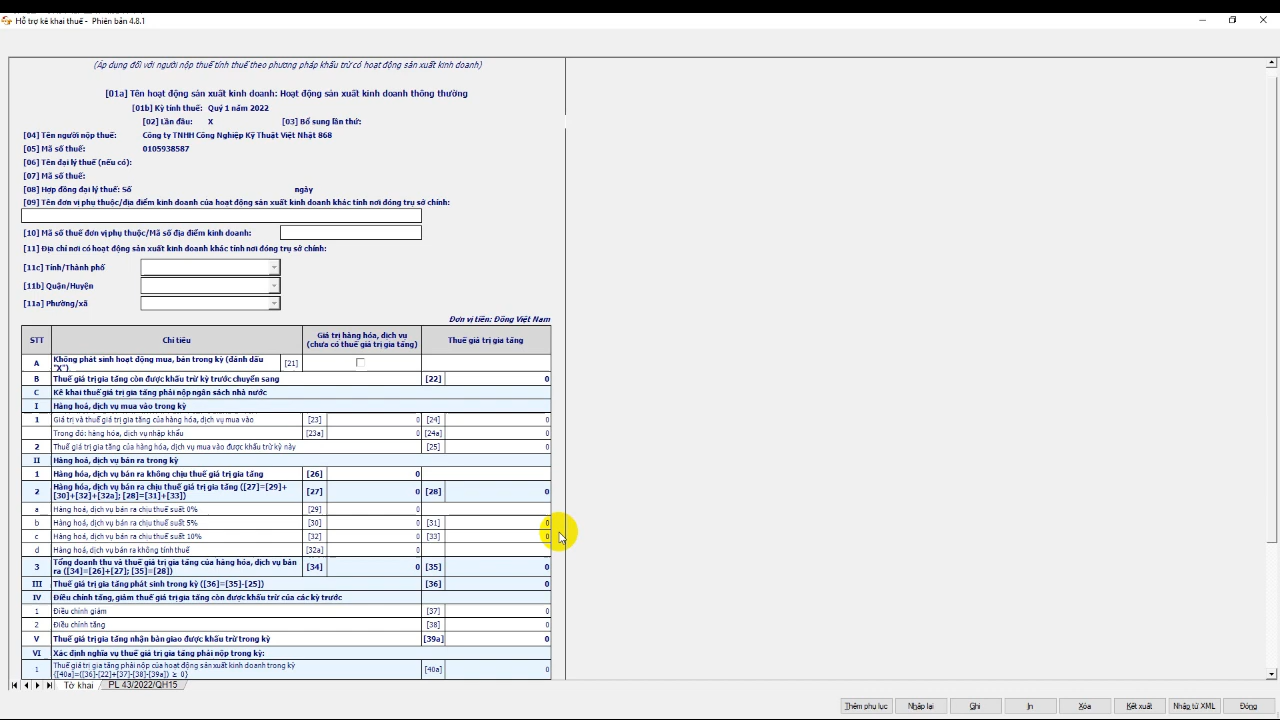 Hỗ trợ kê khai thuế - Phiên bản 4.8.1
(Áp dụng đối với người nộp thuế tính thuế theo phương pháp khấu trừ có hoạt động sản xuất kinh doanh)
[01a] Tên hoạt động sản xuất kinh doanh: Hoạt động sản xuất kinh doanh thông thường
[01b] Kỳ tính thuế: Quý 1 năm 2022
[02] Lần đầu: X [03] Bổ sung lần thứ:
[04] Tên người nộp thuế: Công ty TNHH Công Nghiệp Kỹ Thuật Việt Nhật 868
[05] Mã số thuế: 0105938587
[06] Tên đại lý thuế (nếu có):
[07] Mã số thuế:
[08] Hợp đồng đại lý thuế: Số ngày
[09] Tên đơn vị phụ thuộc/địa điểm kinh doanh của hoạt động sản xuất kinh doanh khác tỉnh nơi đóng trụ sở chính:
[10] Mã số thuế đơn vị phụ thuộc/Mã số địa điểm kinh doanh:
[11] Địa chỉ nơi có hoạt động sản xuất kinh doanh khác tỉnh nơi đóng trụ sở chính:
[11c] Tỉnh/Thành phố
[11b] Quận/Huyện
[11a] Phường/xã
Đơn vị tiền: Đồng Việt Nam
STT Chỉ tiêu Giá trị hàng hóa, dịch vụ (chưa có thuế giá trị gia tăng) Thuế giá trị gia tăng
A Không phát sinh hoạt động mua, bán trong kỳ (đánh dấu "X") [21]
B Thuế giá trị gia tăng còn được khấu trừ kỳ trước chuyển sang [22] 0
C Kê khai thuế giá trị gia tăng phải nộp ngân sách nhà nước
I Hàng hoá, dịch vụ mua vào trong kỳ
1 Giá trị và thuế giá trị gia tăng của hàng hóa, dịch vụ mua vào [23] 0 [24] 0
Trong đó: hàng hóa, dịch vụ nhập khẩu [23a] 0 [24a] 0
2 Thuế giá trị gia tăng của hàng hóa, dịch vụ mua vào được khấu trừ kỳ này [25] 0
II Hàng hoá, dịch vụ bán ra trong kỳ
1 Hàng hóa, dịch vụ bán ra không chịu thuế giá trị gia tăng [26] 0
2 Hàng hóa, dịch vụ bán ra chịu thuế giá trị gia tăng ([27]=[29]+[30]+[32]+[32a]; [28]=[31]+[33]) [27] 0 [28] 0
a Hàng hoá, dịch vụ bán ra chịu thuế suất 0% [29] 0
b Hàng hoá, dịch vụ bán ra chịu thuế suất 5% [30] 0 [31] 0
c Hàng hoá, dịch vụ bán ra chịu thuế suất 10% [32] 0 [33] 0
d Hàng hoá, dịch vụ bán ra không tính thuế [32a] 0
3 Tổng doanh thu và thuế giá trị gia tăng của hàng hóa, dịch vụ bán ra ([34]=[26]+[27]; [35]=[28]) [34] 0 [35] 0
III Thuế giá trị gia tăng phát sinh trong kỳ ([36]=[35]-[25]) [36] 0
IV Điều chỉnh tăng, giảm thuế giá trị gia tăng còn được khấu trừ của các kỳ trước
1 Điều chỉnh giảm [37] 0
2 Điều chỉnh tăng [38] 0
V Thuế giá trị gia tăng nhận bàn giao được khấu trừ trong kỳ [39a] 0
VI Xác định nghĩa vụ thuế giá trị gia tăng phải nộp trong kỳ:
1 Thuế giá trị gia tăng phải nộp của hoạt động sản xuất kinh doanh trong kỳ {[40a]=([36]-[22]+[37]-[38]-[39a]) ≥ 0} [40a] 0
Tờ khai PL 43/2022/QH15
Thêm phụ lục Nhập lại Ghi In Xóa Kết xuất Nhập từ XML Đóng